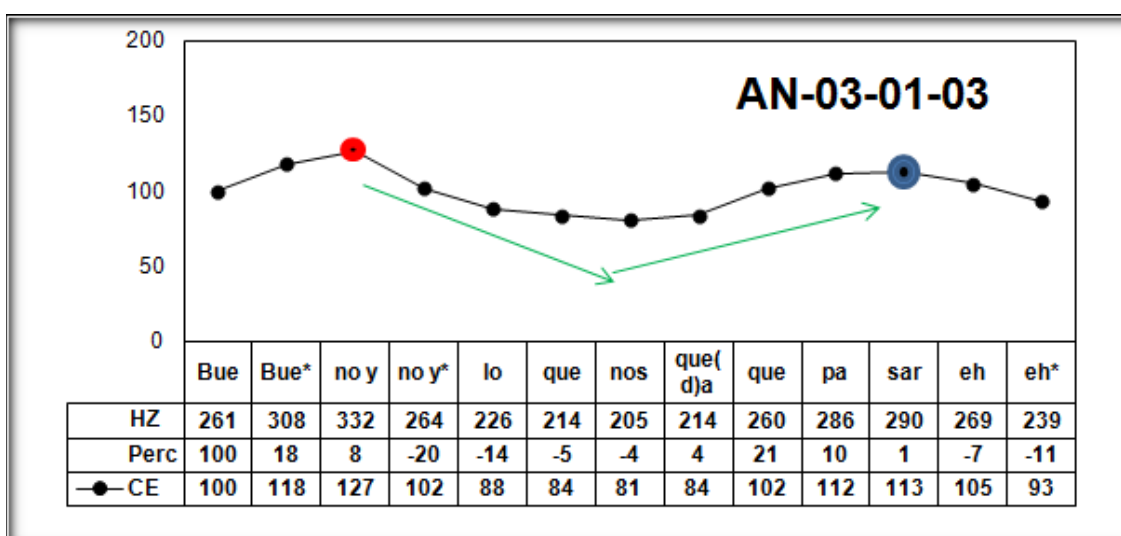 200
AN-03-01-03
150
100
50
0
Bue Bue* no y no y* lo que nos que( d)a que pa sar eh eh*
HZ 261 308 332 264 226 214 205 214 260 286 290 269 239
Perc 100 18 8 -20 -14 -5 -4 4 21 10 1 -7 -11
CE 100 118 127 102 88 84 81 84 102 112 113 105 93